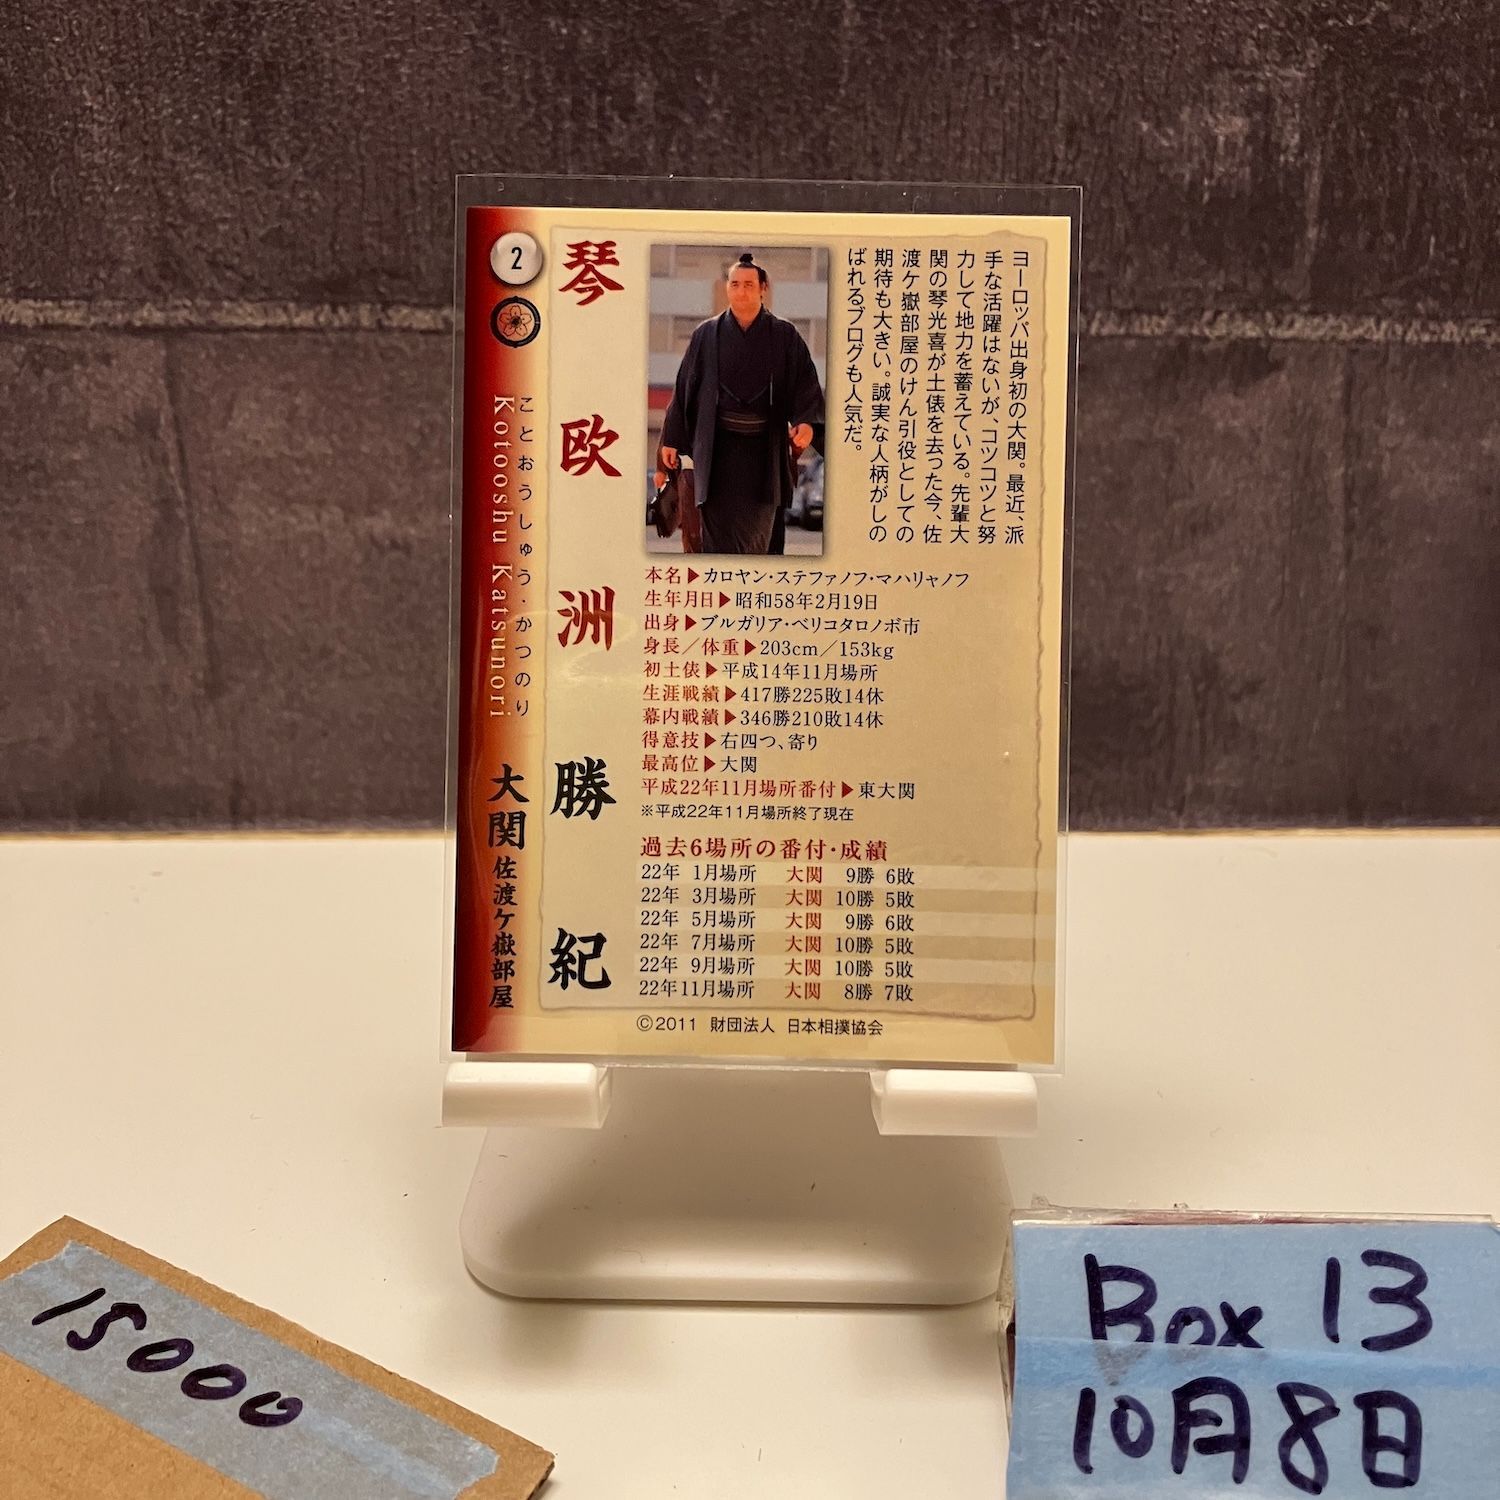 2
琴欧洲勝紀
ことおうしゅう・かつのり
Kotooshu Katsunori
大関 佐渡ケ嶽部屋
ヨーロッパ出身初の大関。最近、派
手な活躍はないが、コツコツと努
力して地力を蓄えている。先輩大
関の琴光喜が土俵を去った今、佐
渡ケ嶽部屋のけん引役としての
期待も大きい。誠実な人柄がしの
ばれるブログも人気だ。
本名▶カロヤン・ステファノフ・マハリャノフ
生年月日▶昭和58年2月19日
出身▶ブルガリア・ベリコタロノボ市
身長／体重▶203cm／153kg
初土俵▶平成14年11月場所
生涯戦績▶417勝225敗14休
幕内戦績▶346勝210敗14休
得意技▶右四つ、寄り
最高位▶大関
平成22年11月場所番付▶東大関
※平成22年11月場所終了現在
過去6場所の番付・成績
22年 1月場所 大関 9勝 6敗
22年 3月場所 大関 10勝 5敗
22年 5月場所 大関 9勝 6敗
22年 7月場所 大関 10勝 5敗
22年 9月場所 大関 10勝 5敗
22年11月場所 大関 8勝 7敗
©2011 財団法人 日本相撲協会
15000
Box 13
10月8日